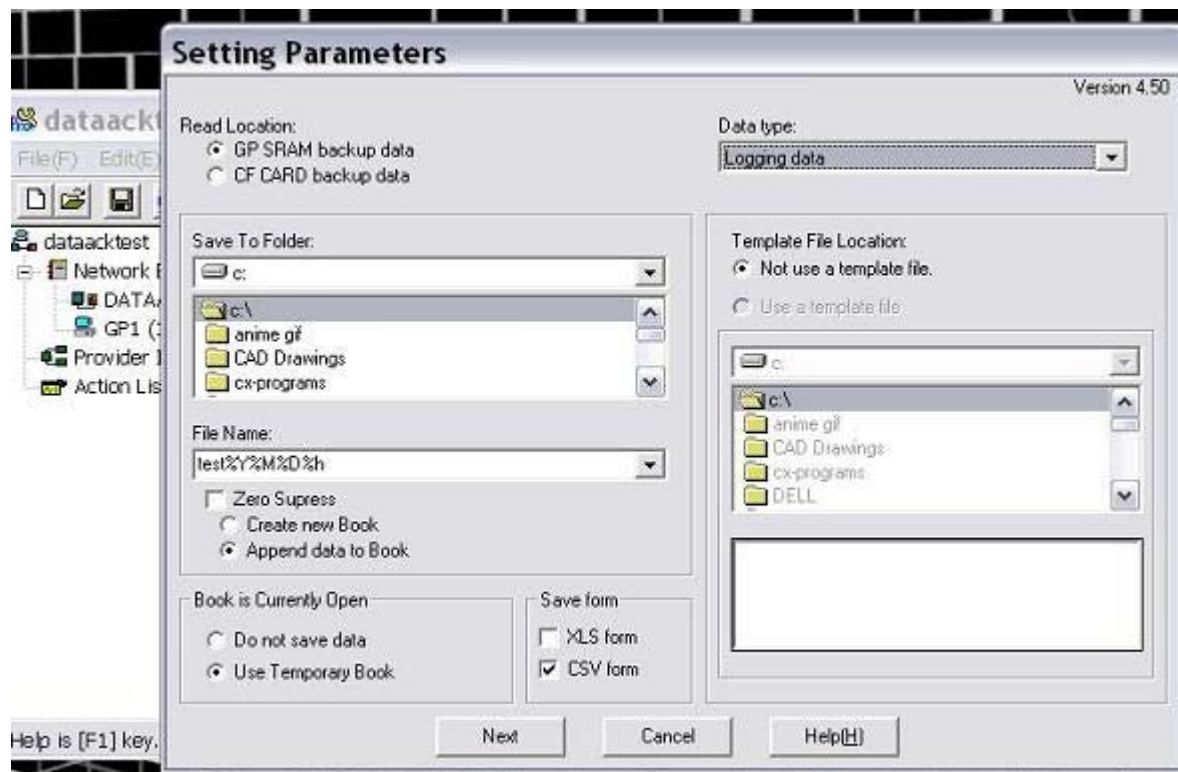 Setting Parameters
Version 4.50
dataackt
File(F) Edit(E)
dataacktest
Network E
DATA
GP1
Provider I
Action Lis
Help is [F1] key.
Read Location:
GP SRAM backup data
CF CARD backup data
Data type:
Logging data
Save To Folder:
c:
c:\
anime gif
CAD Drawings
cx-programs
File Name:
test%Y%M%D%h
Zero Supress
Create new Book
Append data to Book
Book is Currently Open
Do not save data
Use Temporary Book
Save form
XLS form
CSV form
Template File Location:
Not use a template file.
Use a template file
c:
c:\
anime gif
CAD Drawings
cx-programs
DELL
Next
Cancel
Help(H)